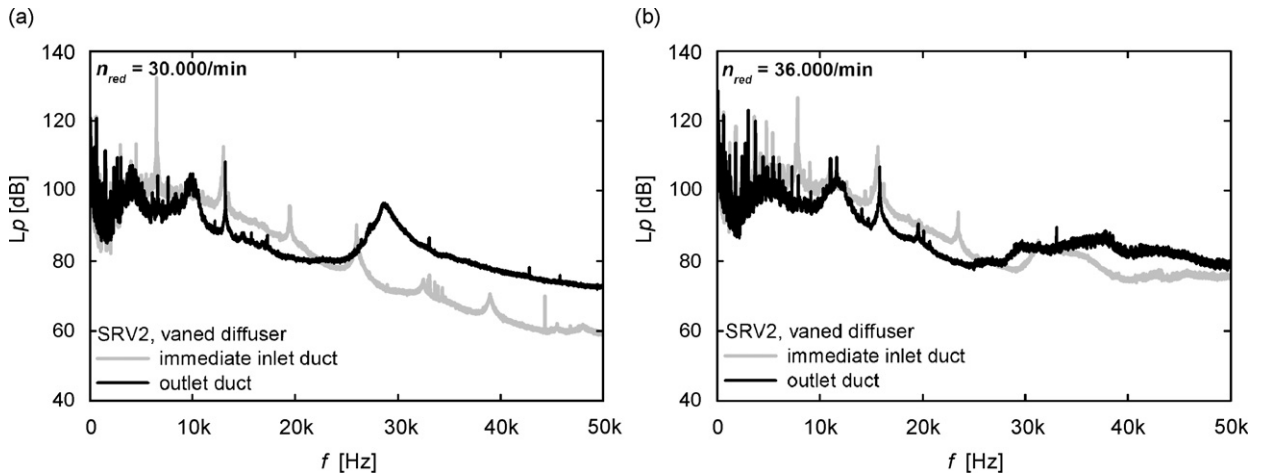 (a)
140
120
100
80
60
40
Lp [dB]
n_red = 30.000/min
SRV2, vaned diffuser
immediate inlet duct
outlet duct
0 10k 20k 30k 40k 50k
f [Hz]
(b)
140
120
100
80
60
40
Lp [dB]
n_red = 36.000/min
SRV2, vaned diffuser
immediate inlet duct
outlet duct
0 10k 20k 30k 40k 50k
f [Hz]